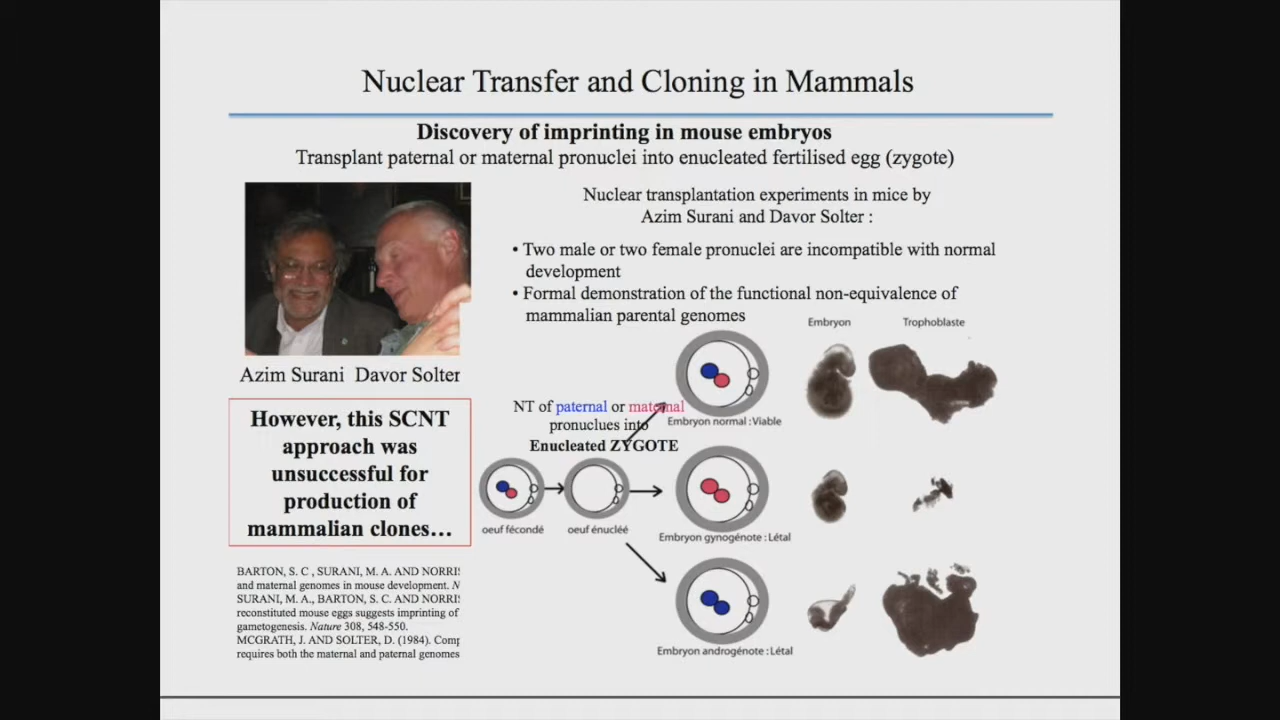 Nuclear Transfer and Cloning in Mammals
Discovery of imprinting in mouse embryos
Transplant paternal or maternal pronuclei into enucleated fertilised egg (zygote)
Nuclear transplantation experiments in mice by
Azim Surani and Davor Solter :
• Two male or two female pronuclei are incompatible with normal
development
• Formal demonstration of the functional non-equivalence of
mammalian parental genomes
Azim Surani Davor Solter
However, this SCNT
approach was
unsuccessful for
production of
mammalian clones…
BARTON, S. C , SURANI, M. A. AND NORRIS
and maternal genomes in mouse development. N
SURANI, M. A., BARTON, S. C. AND NORRIS
reconstituted mouse eggs suggests imprinting of
gametogenesis. Nature 308, 548-550.
MCGRATH, J. AND SOLTER, D. (1984). Comp
requires both the maternal and paternal genomes
NT of paternal or maternal
pronuclues into
Enucleated ZYGOTE
oeuf fécondé
oeuf énucléé
Embryon
Trophoblaste
Embryon normal : Viable
Embryon gynogénote : Létal
Embryon androgénote : Létal